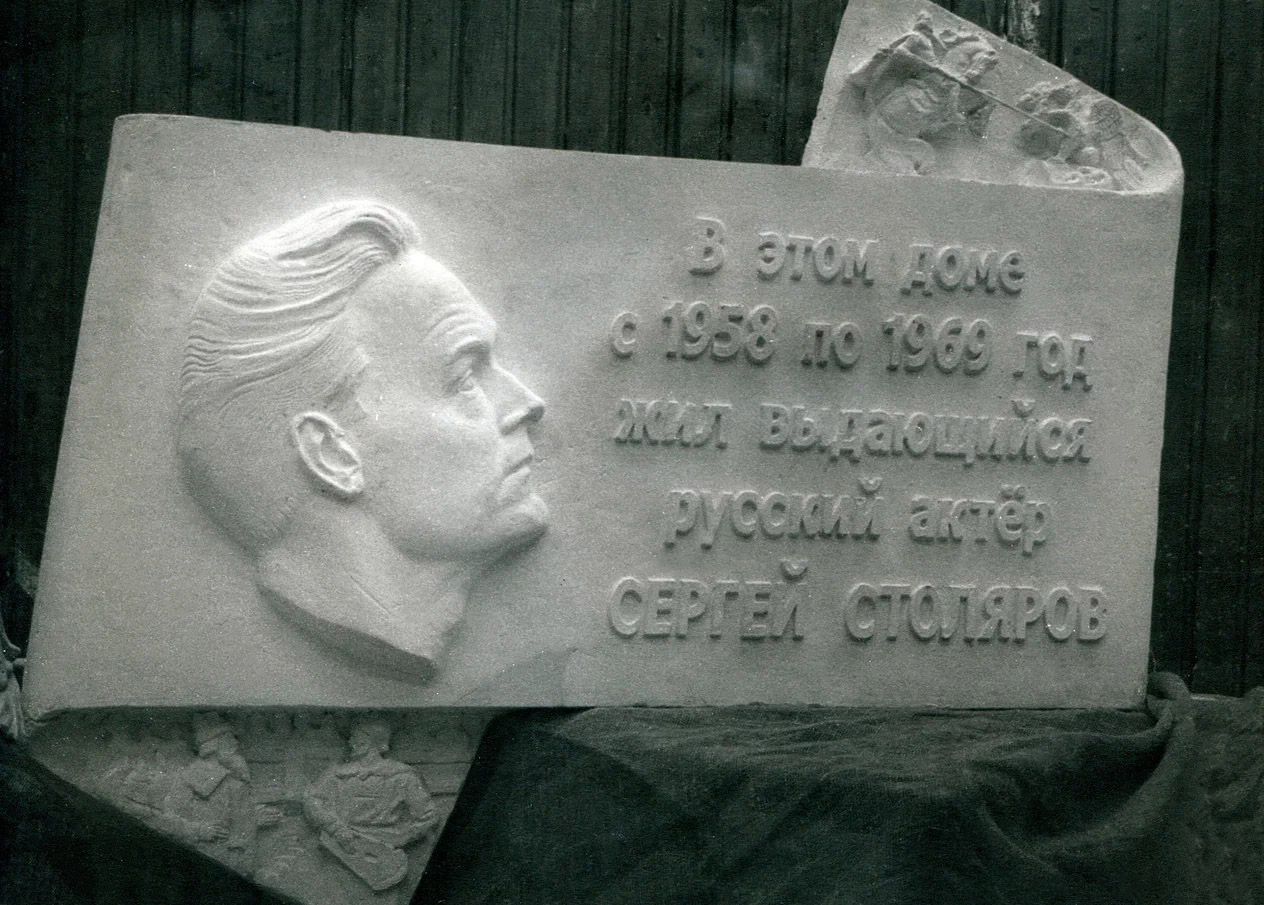 В этом доме
с 1958 по 1969 год
жил выдающийся
русский актёр
СЕРГЕЙ СТОЛЯРОВ